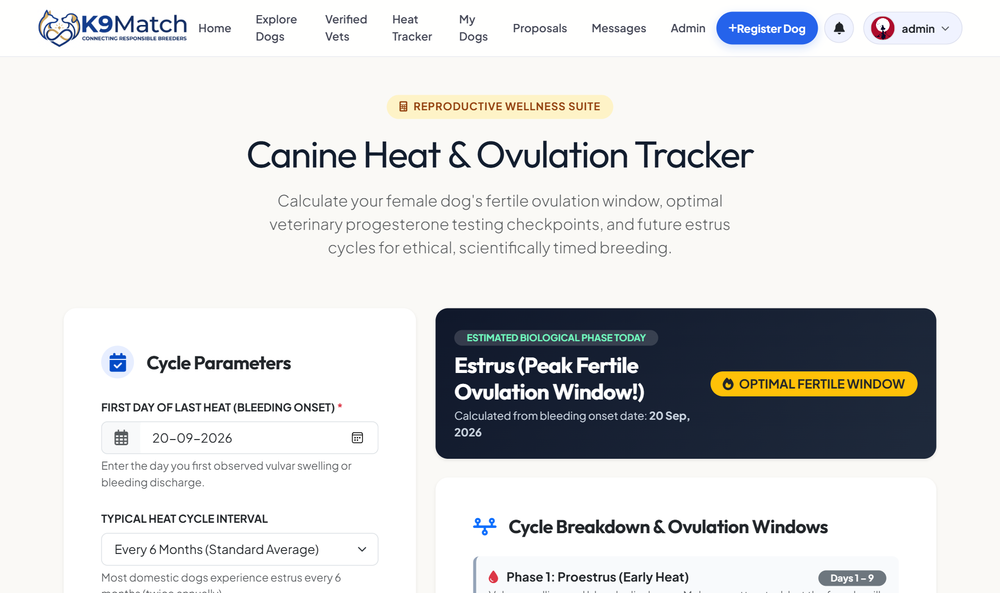 K9Match
CONNECTING RESPONSIBLE BREEDERS
Home
Explore
Dogs
Verified
Vets
Heat
Tracker
My
Dogs
Proposals
Messages
Admin
+Register Dog
admin
REPRODUCTIVE WELLNESS SUITE
Canine Heat & Ovulation Tracker
Calculate your female dog's fertile ovulation window, optimal
veterinary progesterone testing checkpoints, and future estrus
cycles for ethical, scientifically timed breeding.
Cycle Parameters
FIRST DAY OF LAST HEAT (BLEEDING ONSET) *
20-09-2026
Enter the day you first observed vulvar swelling or
bleeding discharge.
TYPICAL HEAT CYCLE INTERVAL
Every 6 Months (Standard Average)
Most domestic dogs experience estrus every 6
months (twice annually).
ESTIMATED BIOLOGICAL PHASE TODAY
Estrus (Peak Fertile
Ovulation Window!)
Calculated from bleeding onset date: 20 Sep,
2026
OPTIMAL FERTILE WINDOW
Cycle Breakdown & Ovulation Windows
Phase 1: Proestrus (Early Heat)
Days 1 – 9